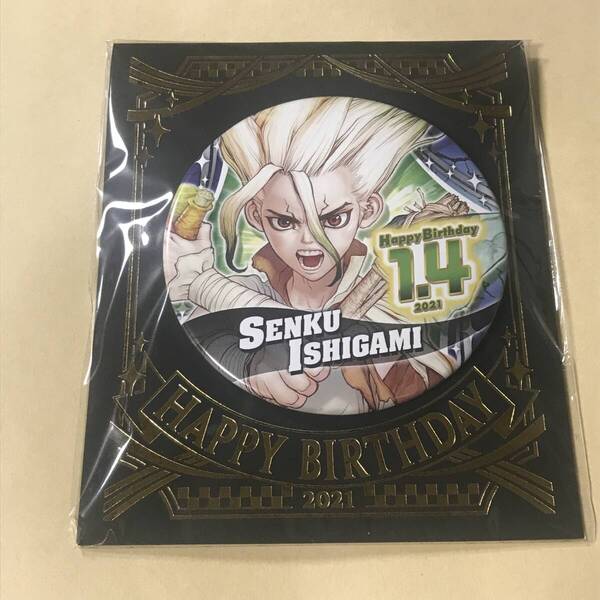 Happy Birthday
1.4
2021
SENKU
ISHIGAMI
HAPPY BIRTHDAY
2021